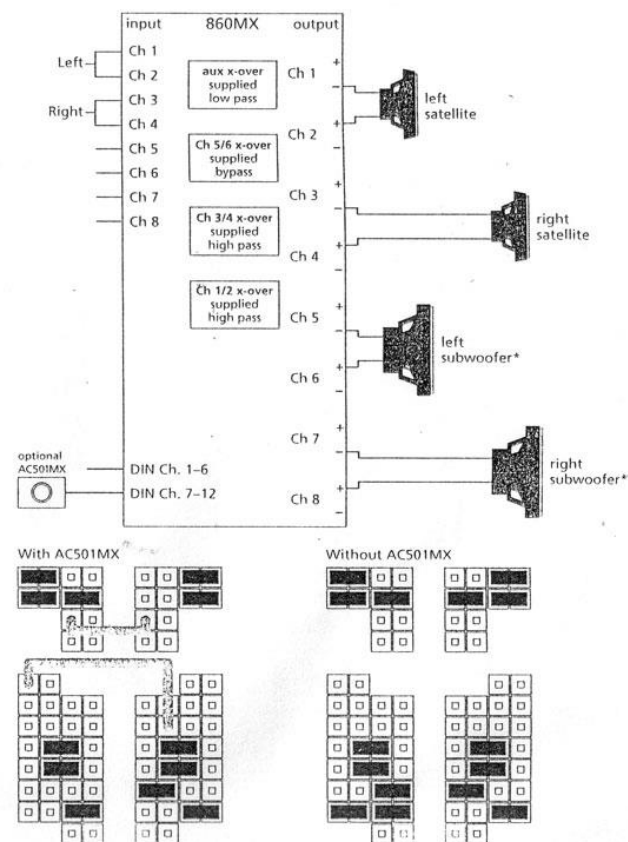 input 860MX output
Left
Right
Ch 1
Ch 2
Ch 3
Ch 4
Ch 5
Ch 6
Ch 7
Ch 8
aux x-over
supplied
low pass
Ch 5/6 x-over
supplied
bypass
Ch 3/4 x-over
supplied
high pass
Ch 1/2 x-over
supplied
high pass
+
Ch 1
−
+
Ch 2
−
+
Ch 3
−
+
Ch 4
−
+
Ch 5
−
+
Ch 6
−
+
Ch 7
−
+
Ch 8
−
left
satellite
right
satellite
left
subwoofer*
right
subwoofer*
optional
AC501MX
DIN Ch. 1–6
DIN Ch. 7–12
With AC501MX
Without AC501MX